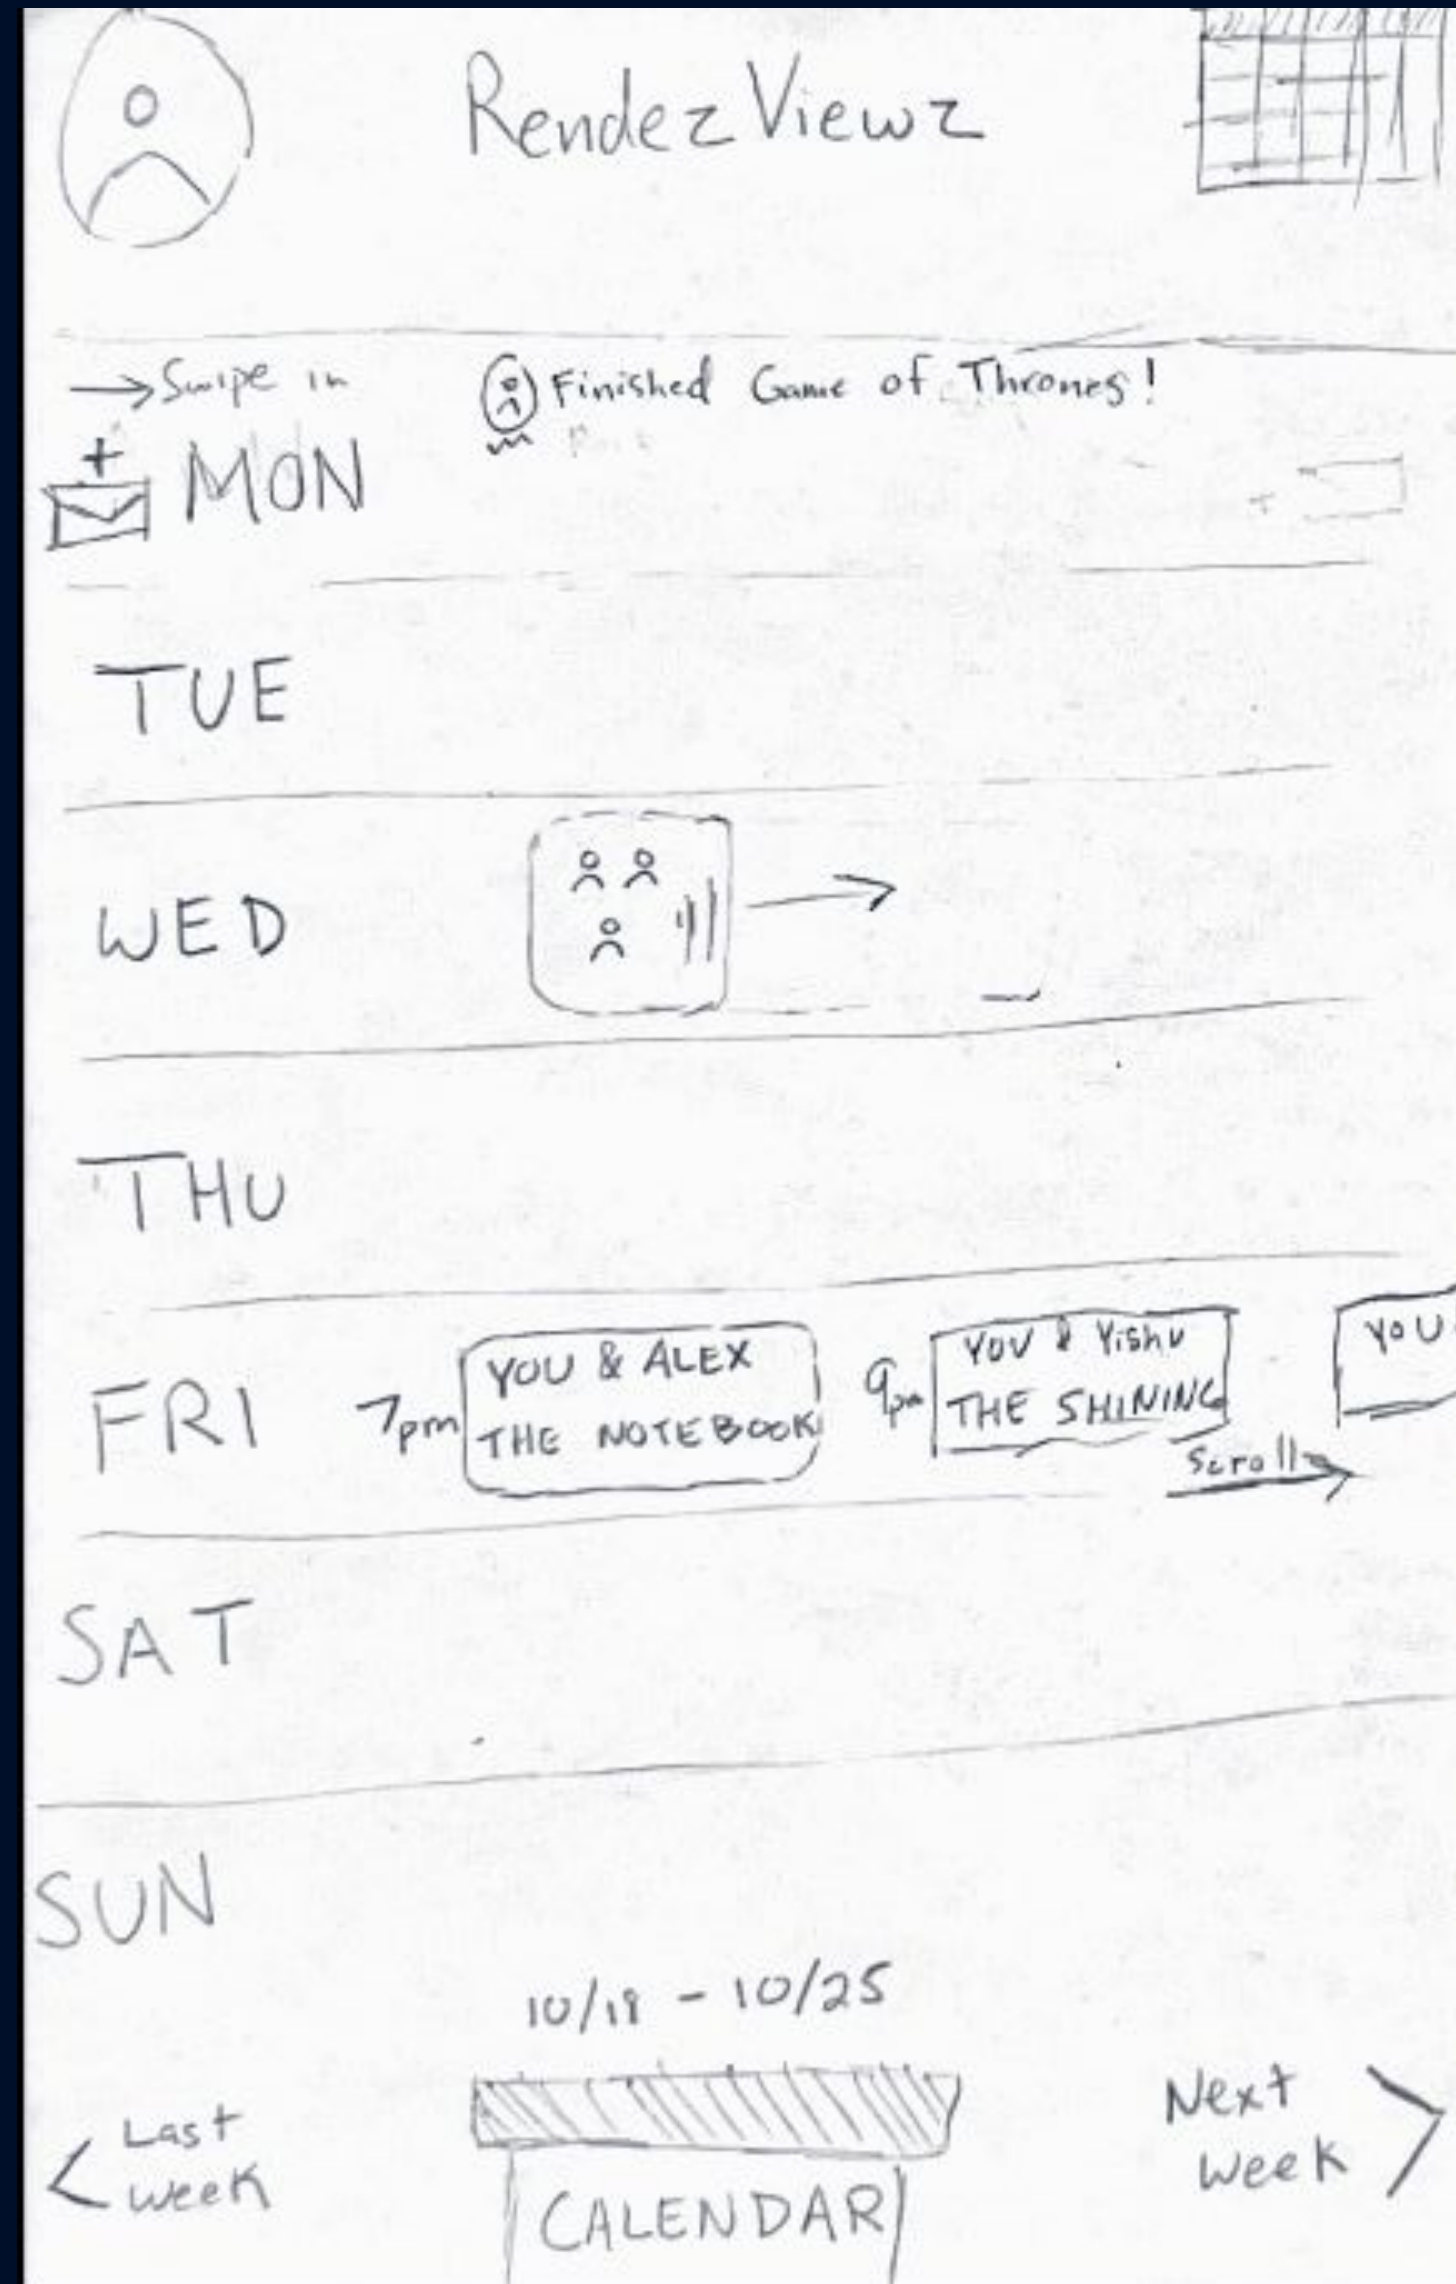 RendezViewz
→ Swipe in
Finished Game of Thrones!
+
MON
+
TUE
WED
THU
FRI
7pm
YOU & ALEX
THE NOTEBOOK
9pm
YOU & Yishu
THE SHINING
YOU
Scroll
SAT
SUN
10/19 - 10/25
< Last
week
CALENDAR
Next
week >